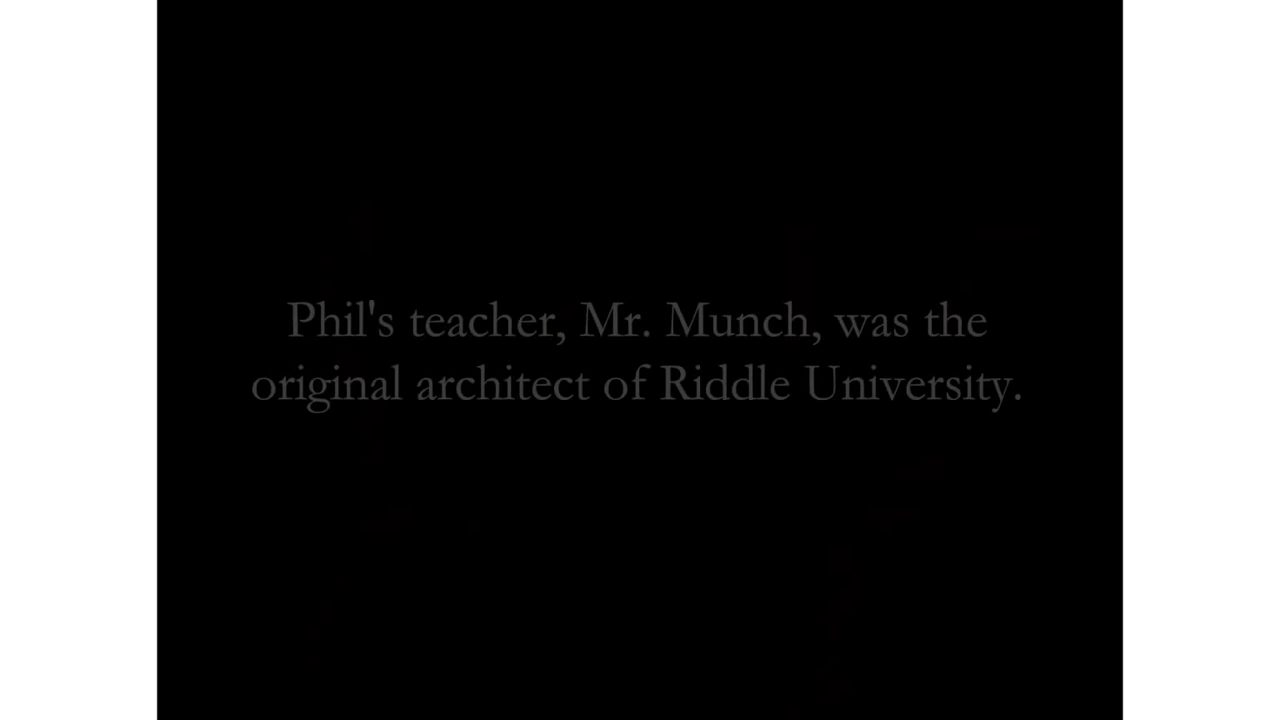 Phil's teacher, Mr. Munch, was the
original architect of Riddle University.